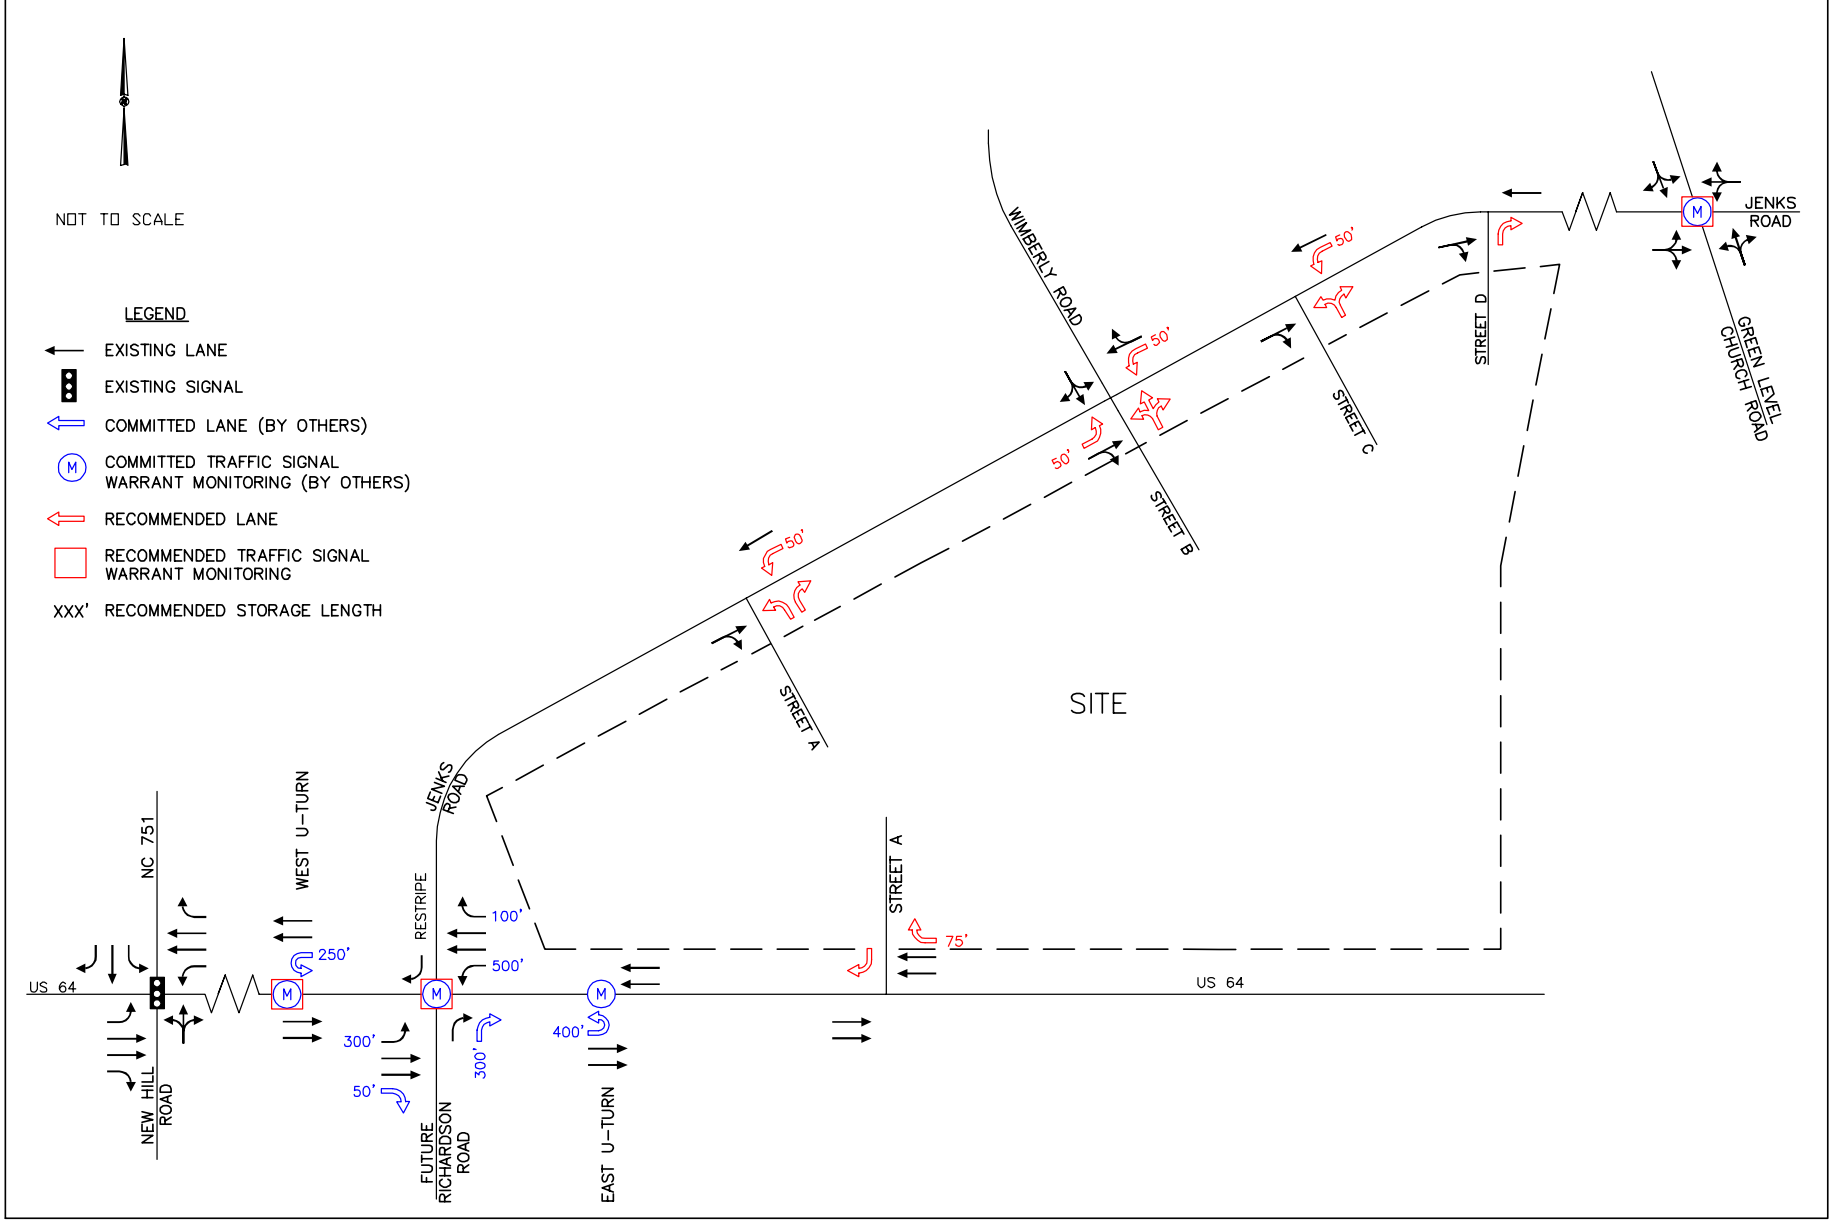 NOT TO SCALE
LEGEND
EXISTING LANE
EXISTING SIGNAL
COMMITTED LANE (BY OTHERS)
M
COMMITTED TRAFFIC SIGNAL
WARRANT MONITORING (BY OTHERS)
RECOMMENDED LANE
RECOMMENDED TRAFFIC SIGNAL
WARRANT MONITORING
XXX' RECOMMENDED STORAGE LENGTH
WIMBERLY ROAD
50'
50'
50'
50'
STREET D
STREET C
STREET B
M
JENKS
ROAD
GREEN LEVEL
CHURCH ROAD
50'
STREET A
SITE
JENKS
ROAD
NC 751
WEST U-TURN
RESTRIPE
100'
500'
250'
STREET A
75'
US 64
M
M
M
US 64
300'
300'
400'
50'
NEW HILL
ROAD
FUTURE
RICHARDSON
ROAD
EAST U-TURN